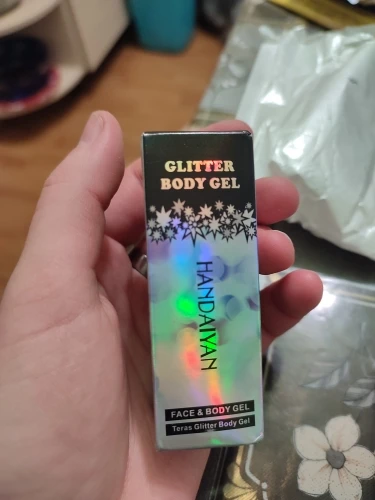 GLITTER
BODY GEL
HANDAIYAN
FACE & BODY GEL
Teras Glitter Body Gel